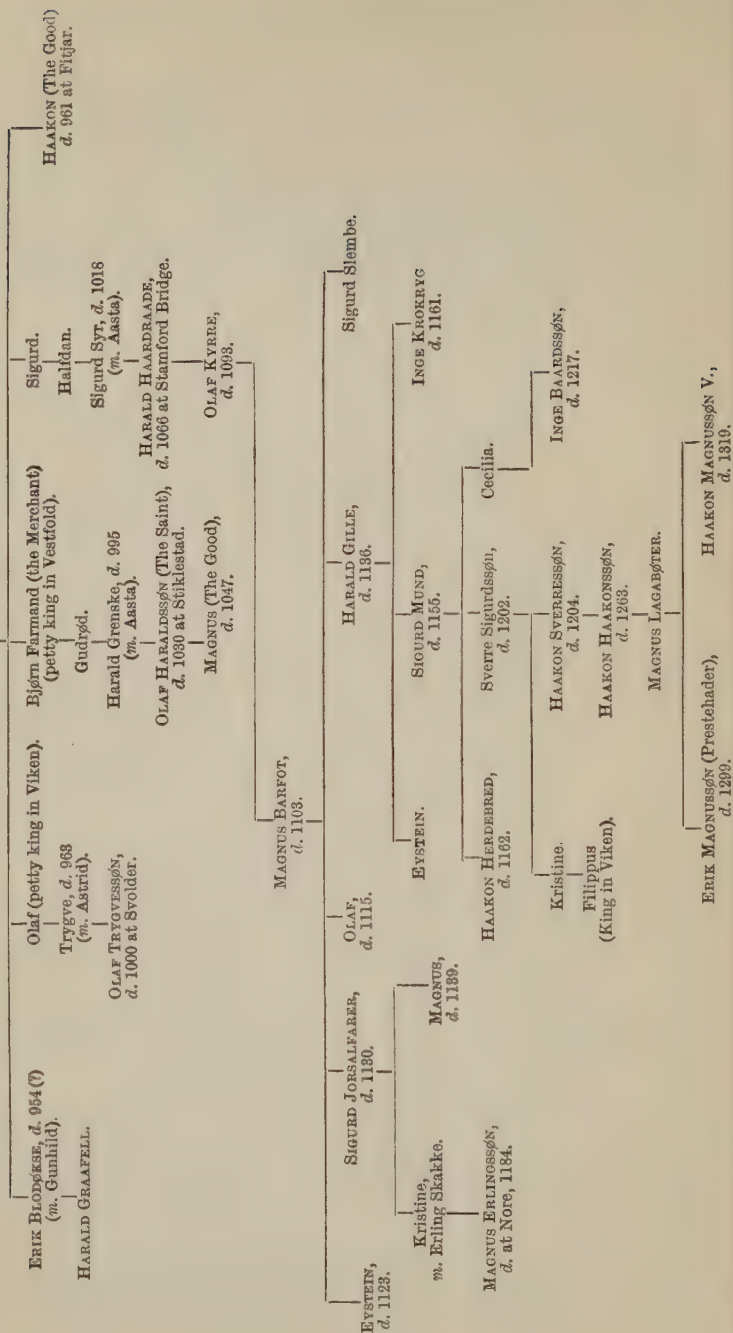 ERIK BLODØKSE, d. 954(?)
(m. Gunhild).
HARALD GRAAFELL.
Olaf (petty king in Viken).
Trygve, d. 963
(m. Astrid).
OLAF TRYGVESSØN,
d. 1000 at Svolder.
Bjørn Farmand (the Merchant)
(petty king in Vestfold).
Gudrød.
Harald Grenske, d. 995
(m. Aasta).
OLAF HARALDSSØN (The Saint),
d. 1030 at Stiklestad.
MAGNUS (The Good),
d. 1047.
Sigurd.
Halfdan.
Sigurd Syr, d. 1018
(m. Aasta).
HARALD HAARDRAADE,
d. 1066 at Stamford Bridge.
OLAF KYRRE,
d. 1093.
HAAKON (The Good)
d. 961 at Fitjar.
MAGNUS BARFOT,
d. 1103.
EYSTEIN,
d. 1123.
SIGURD JORSALFARER,
d. 1130.
OLAF,
d. 1115.
HARALD GILLE,
d. 1136.
Sigurd Slembe.
Kristine,
m. Erling Skakke.
MAGNUS,
d. 1139.
MAGNUS ERLINGSSØN,
d. at Nore, 1184.
EYSTEIN.
SIGURD MUND,
d. 1155.
INGE KROKRYG
d. 1161.
HAAKON HERDEBRED,
d. 1162.
Sverre Sigurdssøn,
d. 1202.
Cecilia.
Kristine.
Filippus
(King in Viken).
HAAKON SVERRESSØN,
d. 1204.
INGE BAARDSSØN,
d. 1217.
HAAKON HAAKONSSØN,
d. 1263.
MAGNUS LAGABØTER.
ERIK MAGNUSSØN (Prestehader),
d. 1299.
HAAKON MAGNUSSØN V.,
d. 1319.